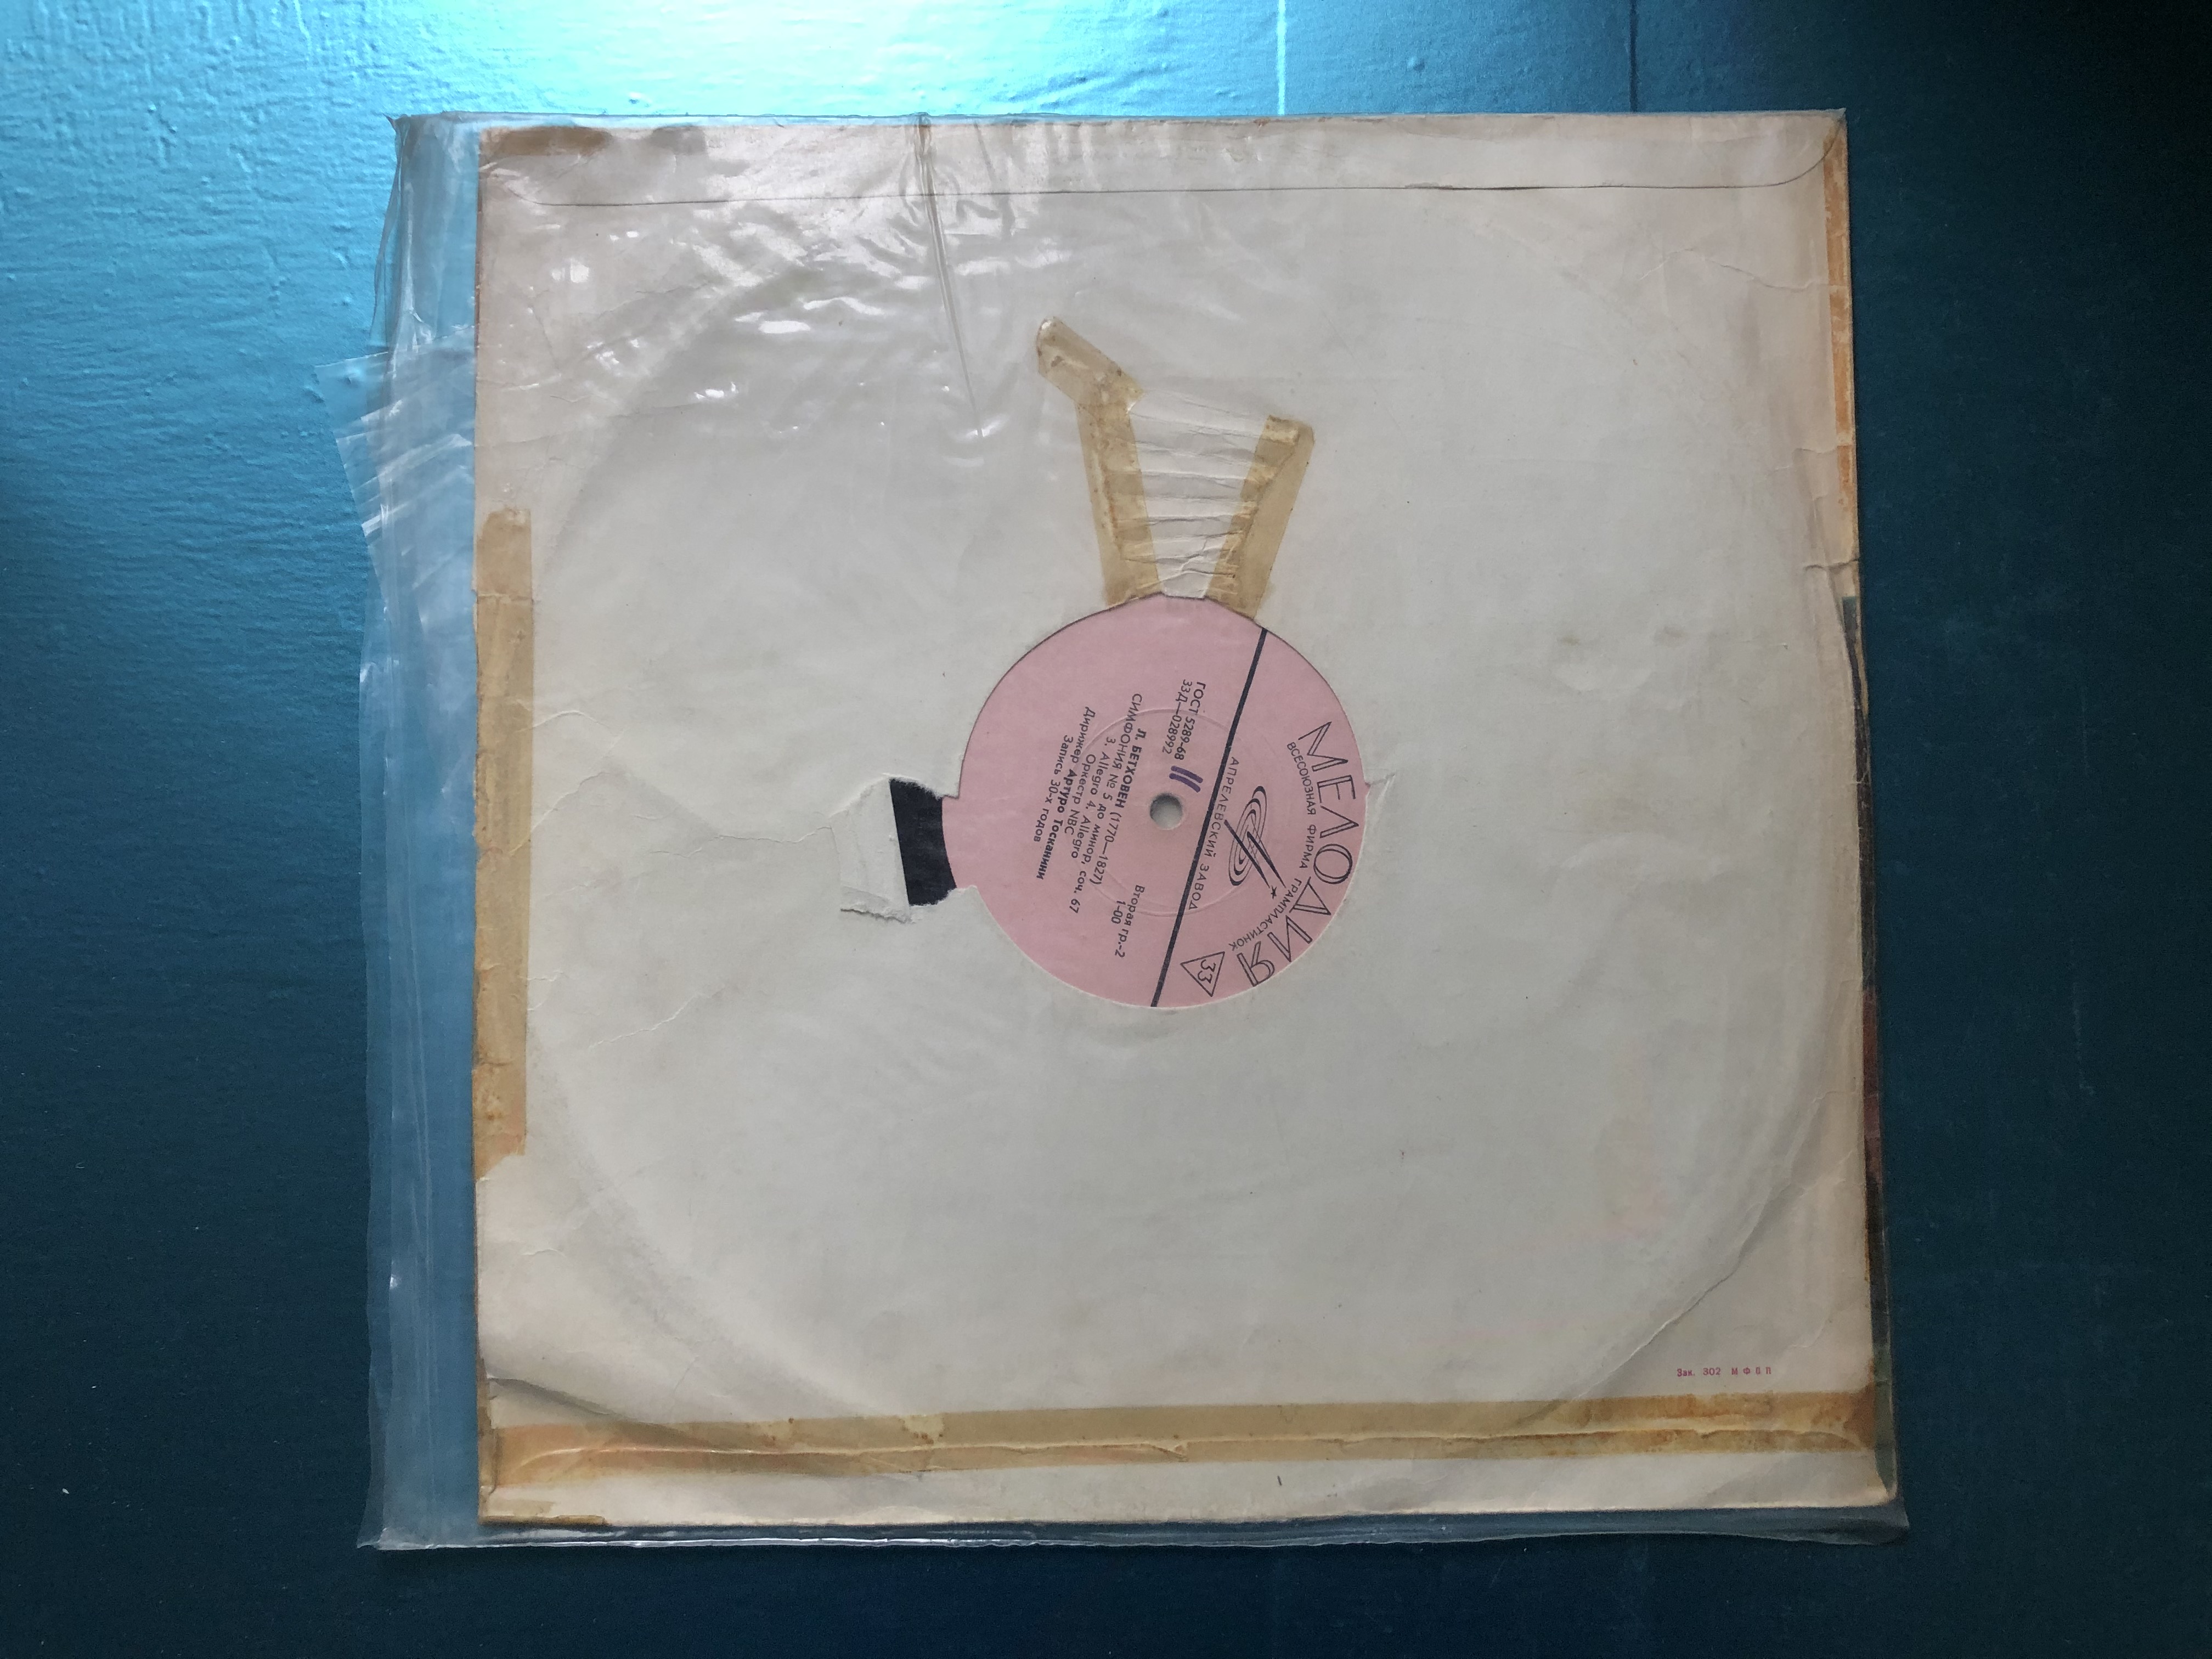 МЕЛОДИЯ
ВСЕСОЮЗНАЯ ФИРМА ГРАМПЛАСТИНОК
33
АПРЕЛЕВСКИЙ ЗАВОД
ГОСТ 5289-68
33Д—028992
Вторая гр.-2
1-00
Л. БЕТХОВЕН (1770—1827)
СИМФОНИЯ № 5 до минор, соч. 67
3. Allegro 4. Allegro
Оркестр NBC
Дирижер Артуро Тосканини
Запись 30-х годов
Зак. 302 МФПП